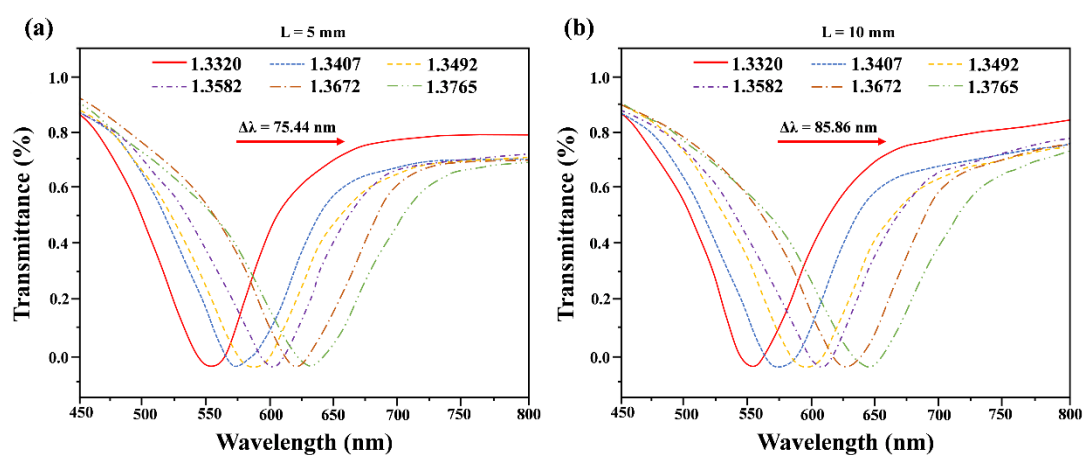 (a)
L = 5 mm
1.3320 1.3407 1.3492
1.3582 1.3672 1.3765
Δλ = 75.44 nm
Transmittance (%)
1.0
0.8
0.6
0.4
0.2
0.0
450 500 550 600 650 700 750 800
Wavelength (nm)
(b)
L = 10 mm
1.3320 1.3407 1.3492
1.3582 1.3672 1.3765
Δλ = 85.86 nm
Transmittance (%)
1.0
0.8
0.6
0.4
0.2
0.0
450 500 550 600 650 700 750 800
Wavelength (nm)